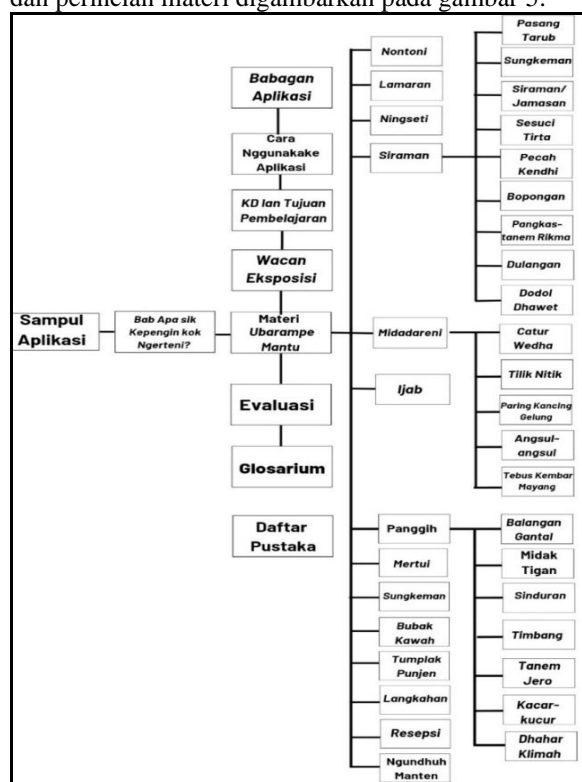 dan perincian materi digambarkan pada gambar 3.
Sampul
Aplikasi
Bab Apa sik
Kepengin kok
Ngerteni?
Babagan
Aplikasi
Cara
Nggunakake
Aplikasi
KD lan Tujuan
Pembelajaran
Wacan
Eksposisi
Materi
Ubarampe
Mantu
Evaluasi
Glosarium
Daftar
Pustaka
Nontoni
Lamaran
Ningseti
Siraman
Midadareni
Ijab
Panggih
Mertui
Sungkeman
Bubak
Kawah
Tumplak
Punjen
Langkahan
Resepsi
Ngundhuh
Manten
Pasang
Tarub
Sungkeman
Siraman/
Jamasan
Sesuci
Tirta
Pecah
Kendhi
Bopongan
Pangkas-
tanem Rikma
Dulangan
Dodol
Dhawet
Catur
Wedha
Tilik Nitik
Paring Kancing
Gelung
Angsul-
angsul
Tebus Kembar
Mayang
Balangan
Gantal
Midak
Tigan
Sinduran
Timbang
Tanem
Jero
Kacar-
kucur
Dhahar
Klimah